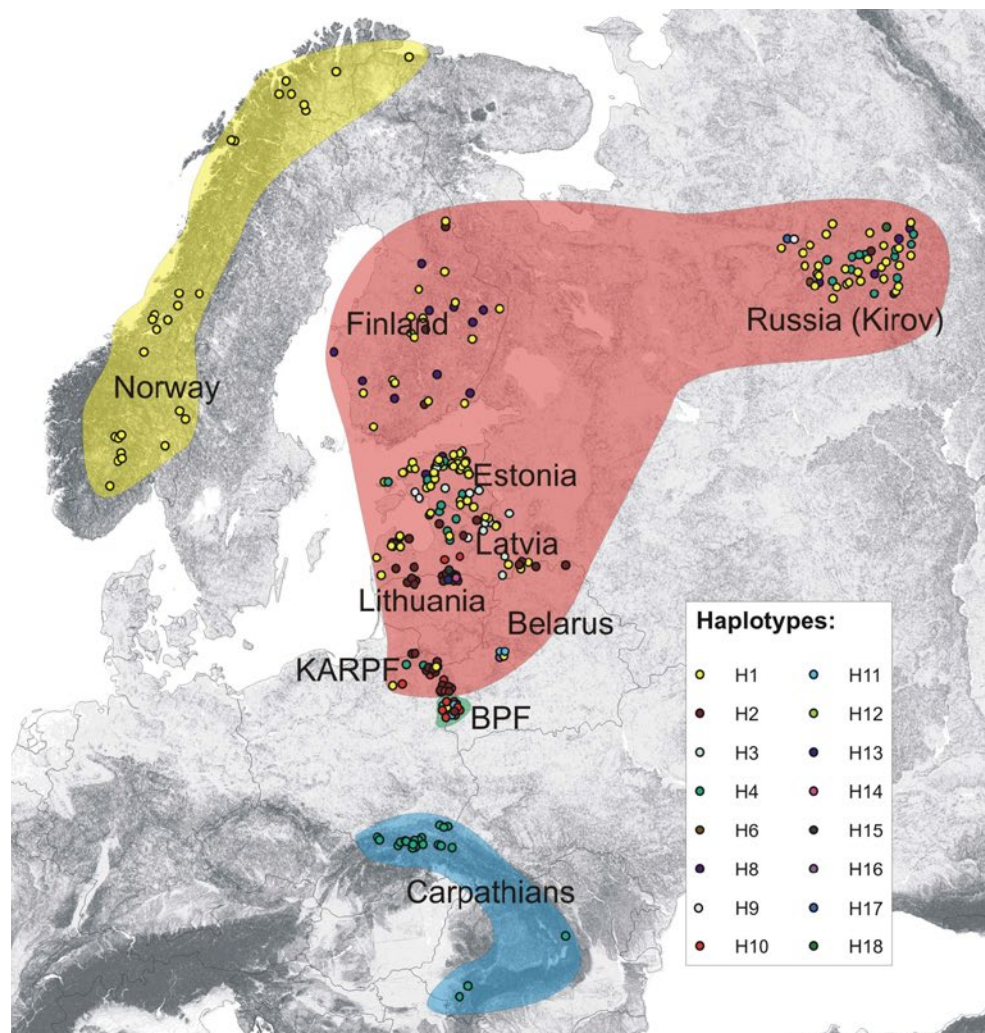 Finland
Russia (Kirov)
Norway
Estonia
Latvia
Lithuania
Belarus
KARPF
BPF
Carpathians
Haplotypes:
H1 H11
H2 H12
H3 H13
H4 H14
H6 H15
H8 H16
H9 H17
H10 H18